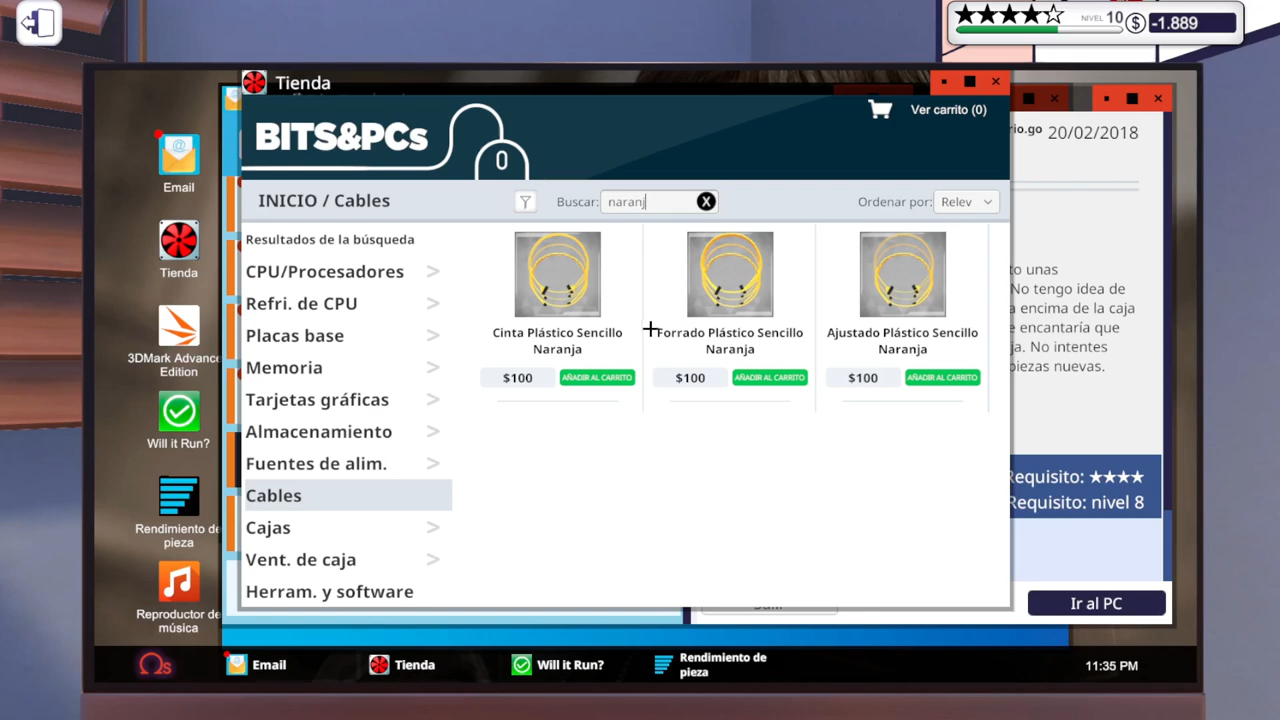 NIVEL 10 $ -1.889
Tienda
BITS&PCs
Ver carrito (0)
rio.go 20/02/2018
INICIO / Cables
Buscar: naranj X
Ordenar por: Relev
Resultados de la búsqueda
CPU/Procesadores >
Refri. de CPU >
Placas base >
Memoria >
Tarjetas gráficas >
Almacenamiento >
Fuentes de alim. >
Cables
Cajas >
Vent. de caja >
Herram. y software
Cinta Plástico Sencillo
Naranja
$100 AÑADIR AL CARRITO
Forrado Plástico Sencillo
Naranja
$100 AÑADIR AL CARRITO
Ajustado Plástico Sencillo
Naranja
$100 AÑADIR AL CARRITO
to unas
No tengo idea de
a encima de la caja
e encantaría que
ja. No intentes
piezas nuevas.
Requisito: ★★★★
Requisito: nivel 8
Ir al PC
Email
Tienda
3DMark Advance
Edition
Will it Run?
Rendimiento de
pieza
Reproductor de
música
Ωs
Email
Tienda
Will it Run?
Rendimiento de
pieza
11:35 PM